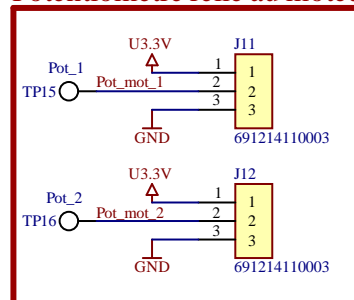 U3.3V J11
Pot_1 1 1
TP15 Pot_mot_1 2 2
3 3
GND 691214110003
U3.3V J12
Pot_2 1 1
TP16 Pot_mot_2 2 2
3 3
GND 691214110003